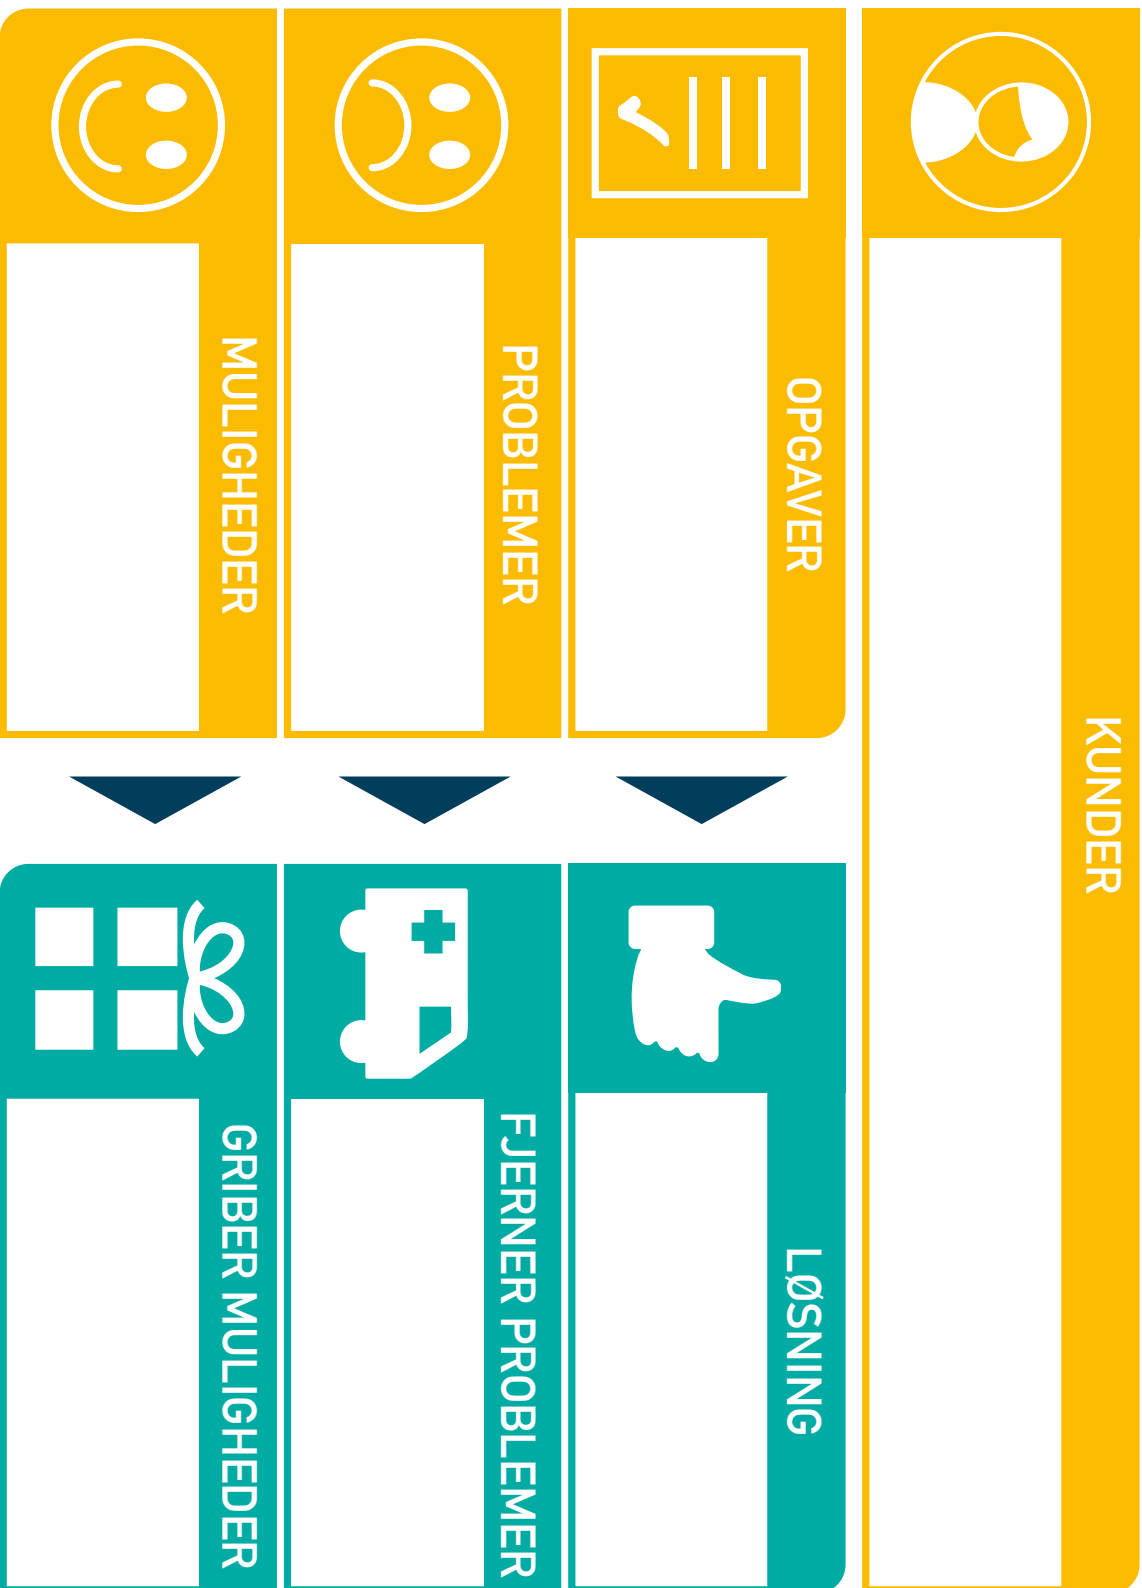 KUNDER
OPGAVER
LØSNING
PROBLEMER
FJERNER PROBLEMER
MULIGHEDER
GRIBER MULIGHEDER